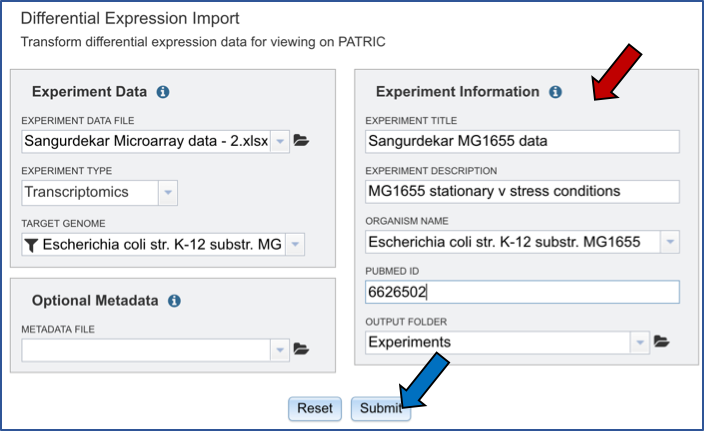 Differential Expression Import
Transform differential expression data for viewing on PATRIC
Experiment Data
EXPERIMENT DATA FILE
Sangurdekar Microarray data - 2.xlsx
EXPERIMENT TYPE
Transcriptomics
TARGET GENOME
Escherichia coli str. K-12 substr. MG
Optional Metadata
METADATA FILE
Experiment Information
EXPERIMENT TITLE
Sangurdekar MG1655 data
EXPERIMENT DESCRIPTION
MG1655 stationary v stress conditions
ORGANISM NAME
Escherichia coli str. K-12 substr. MG1655
PUBMED ID
6626502
OUTPUT FOLDER
Experiments
Reset Submit